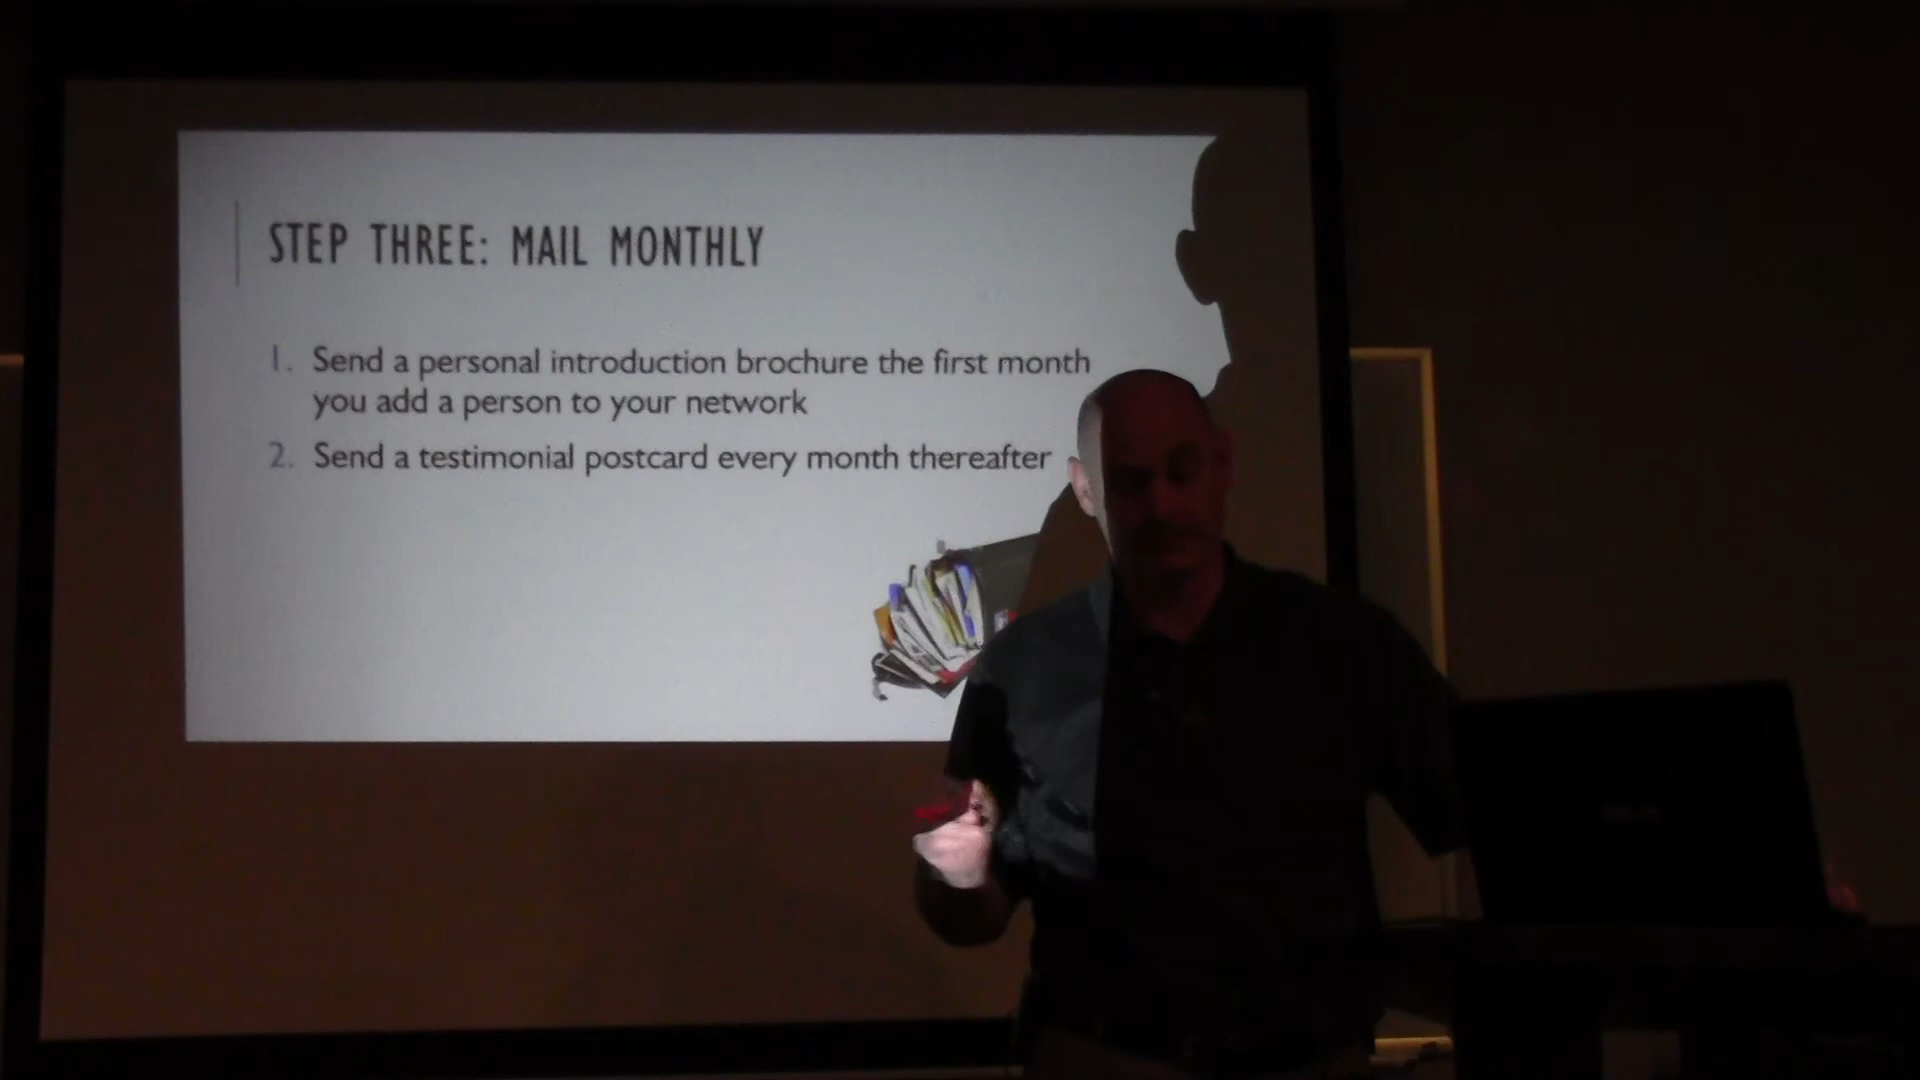 STEP THREE: MAIL MONTHLY
1. Send a personal introduction brochure the first month
you add a person to your network
2. Send a testimonial postcard every month thereafter